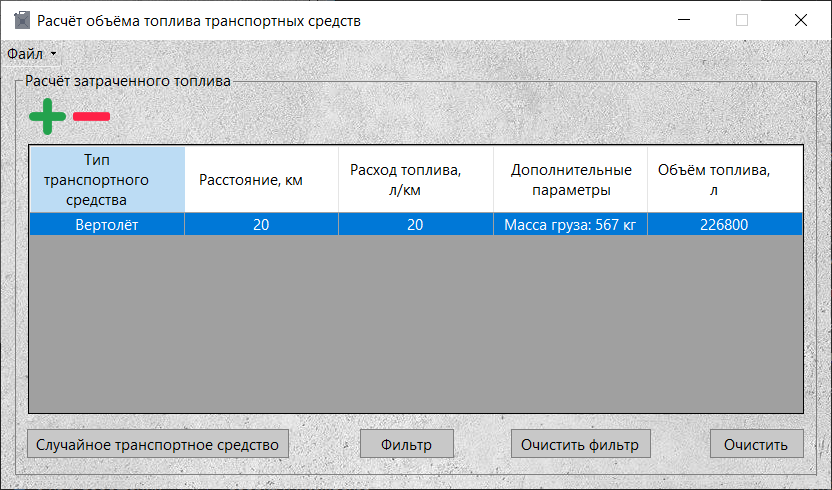 Расчёт объёма топлива транспортных средств
Файл
Расчёт затраченного топлива
Тип
транспортного
средства
Расстояние, км
Расход топлива,
л/км
Дополнительные
параметры
Объём топлива,
л
Вертолёт
20
20
Масса груза: 567 кг
226800
Случайное транспортное средство
Фильтр
Очистить фильтр
Очистить